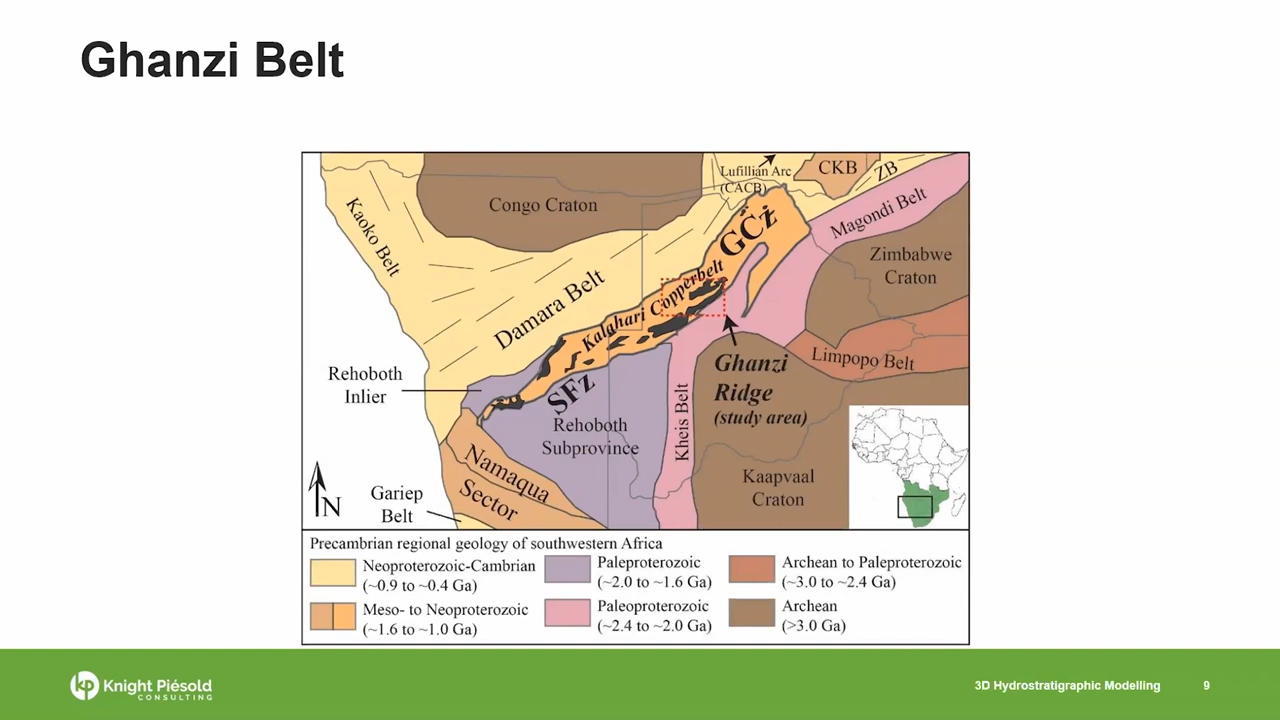 Ghanzi Belt
Lufillian Arc
(CACB)
CKB
ZB
Congo Craton
Kaoko Belt
GCz
Magondi Belt
Zimbabwe
Craton
Damara Belt
Kalghari Copperbelt
Limpopo Belt
Ghanzi
Ridge
(study area)
Rehoboth
Inlier
SFz
Rehoboth
Subprovince
Kheis Belt
Namaqua
Sector
Kaapvaal
Craton
Gariep
Belt
N
Precambrian regional geology of southwestern Africa
Neoproterozoic-Cambrian
(~0.9 to ~0.4 Ga)
Meso- to Neoproterozoic
(~1.6 to ~1.0 Ga)
Paleproterozoic
(~2.0 to ~1.6 Ga)
Paleoproterozoic
(~2.4 to ~2.0 Ga)
Archean to Paleproterozoic
(~3.0 to ~2.4 Ga)
Archean
(>3.0 Ga)
kp Knight Piésold
CONSULTING
3D Hydrostratigraphic Modelling 9